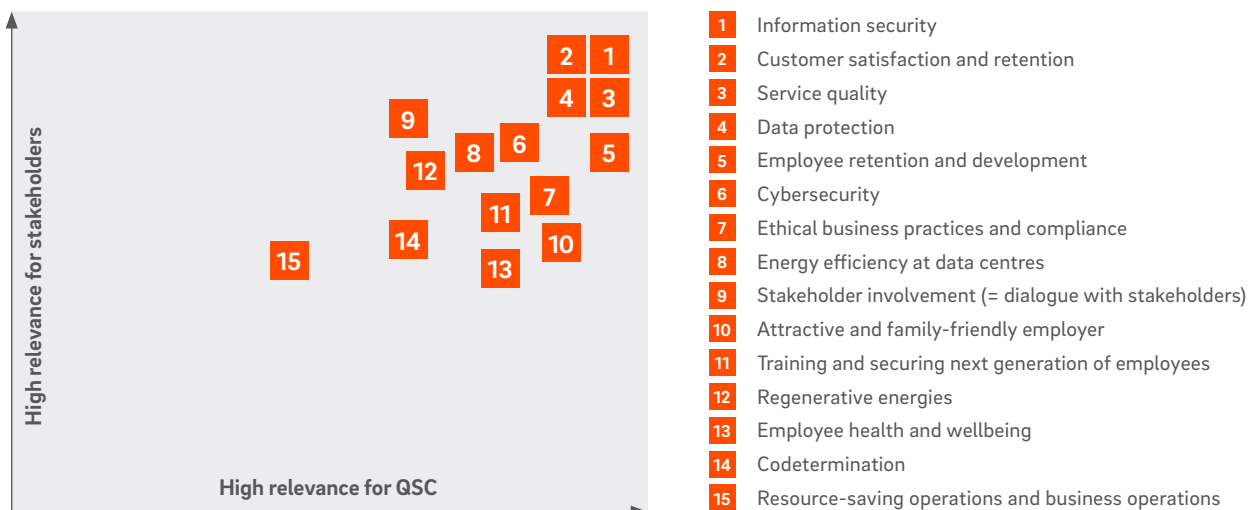 High relevance for stakeholders
2 1
4 3
9
6
8 5
12
7
11
14 10
15 13
High relevance for QSC
1 Information security
2 Customer satisfaction and retention
3 Service quality
4 Data protection
5 Employee retention and development
6 Cybersecurity
7 Ethical business practices and compliance
8 Energy efficiency at data centres
9 Stakeholder involvement (= dialogue with stakeholders)
10 Attractive and family-friendly employer
11 Training and securing next generation of employees
12 Regenerative energies
13 Employee health and wellbeing
14 Codetermination
15 Resource-saving operations and business operations